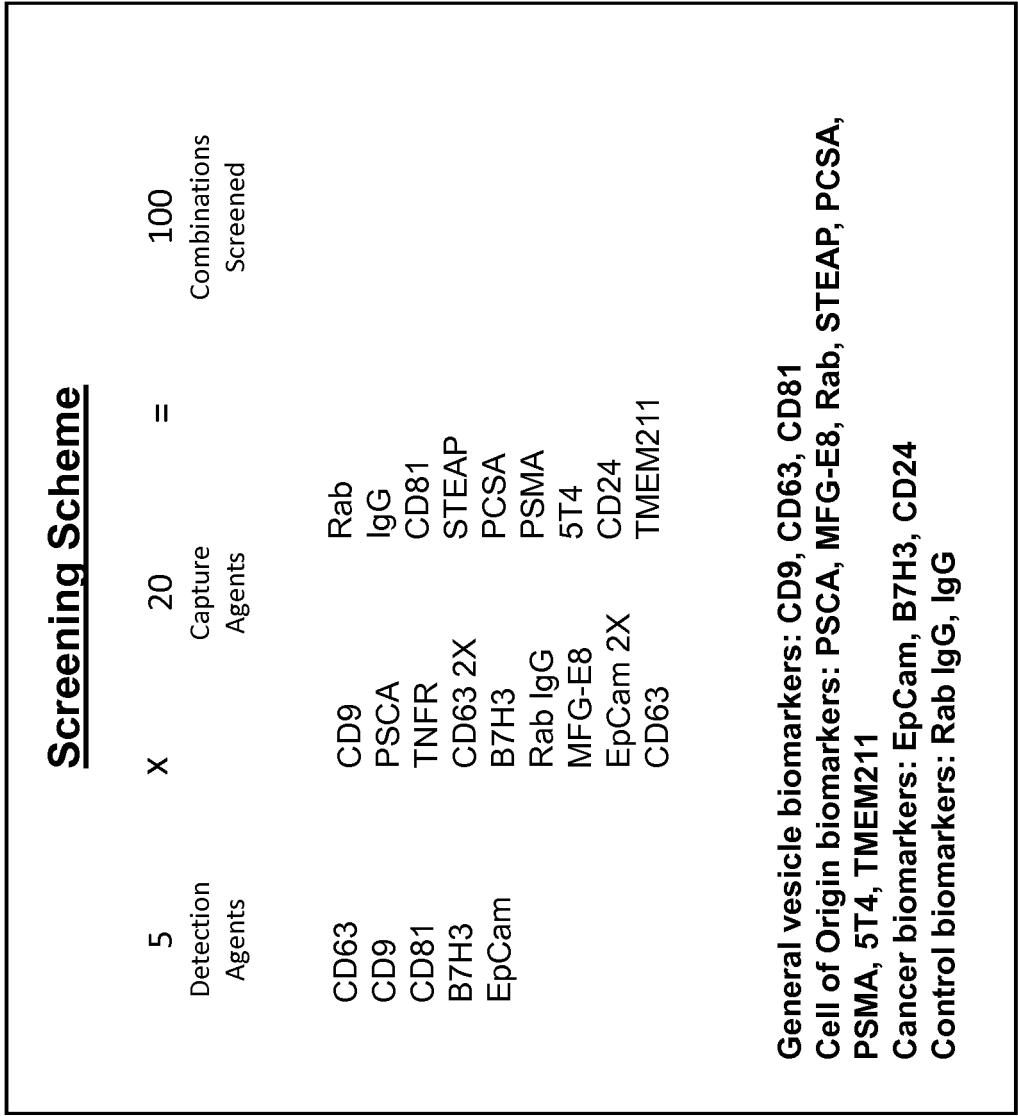 Screening Scheme
5 X 20 = 100
Detection Capture Combinations
Agents Agents Screened
CD63 CD9 Rab
CD9 PSCA IgG
CD81 TNFR CD81
B7H3 CD63 2X STEAP
EpCam B7H3 PCSA
Rab IgG PSMA
MFG-E8 5T4
EpCam 2X CD24
CD63 TMEM211
General vesicle biomarkers: CD9, CD63, CD81
Cell of Origin biomarkers: PSCA, MFG-E8, Rab, STEAP, PCSA,
PSMA, 5T4, TMEM211
Cancer biomarkers: EpCam, B7H3, CD24
Control biomarkers: Rab IgG, IgG